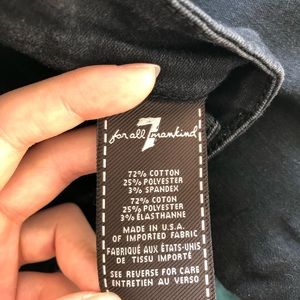 7
for all mankind
72% COTTON
25% POLYESTER
3% SPANDEX
72% COTON
25% POLYESTER
3% ÉLASTHANNE
MADE IN U.S.A.
OF IMPORTED FABRIC
FABRIQUÉ AUX ÉTATS-UNIS
DE TISSU IMPORTÉ
SEE REVERSE FOR CARE
ENTRETIEN AU VERSO